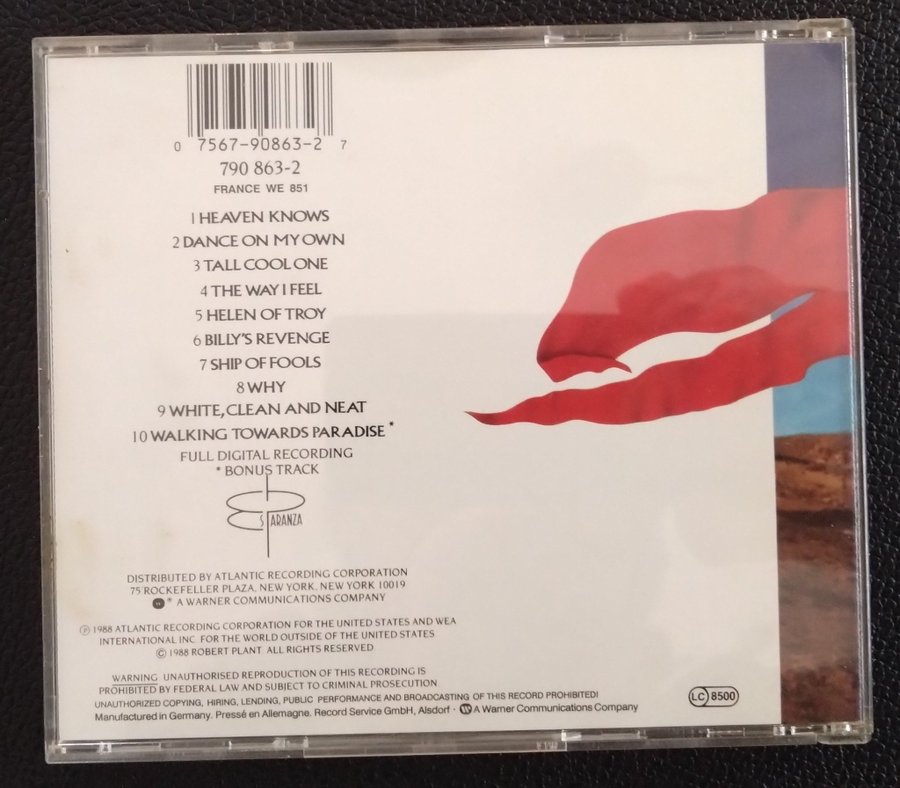 0 7567-90863-2 7
790 863-2
FRANCE WE 851
1 HEAVEN KNOWS
2 DANCE ON MY OWN
3 TALL COOL ONE
4 THE WAY I FEEL
5 HELEN OF TROY
6 BILLY'S REVENGE
7 SHIP OF FOOLS
8 WHY
9 WHITE, CLEAN AND NEAT
10 WALKING TOWARDS PARADISE *
FULL DIGITAL RECORDING
* BONUS TRACK
ES PARANZA
DISTRIBUTED BY ATLANTIC RECORDING CORPORATION
75 ROCKEFELLER PLAZA, NEW YORK, NEW YORK 10019
W * A WARNER COMMUNICATIONS COMPANY
℗ 1988 ATLANTIC RECORDING CORPORATION FOR THE UNITED STATES AND WEA
INTERNATIONAL INC. FOR THE WORLD OUTSIDE OF THE UNITED STATES
© 1988 ROBERT PLANT ALL RIGHTS RESERVED
WARNING UNAUTHORISED REPRODUCTION OF THIS RECORDING IS
PROHIBITED BY FEDERAL LAW AND SUBJECT TO CRIMINAL PROSECUTION
UNAUTHORIZED COPYING, HIRING, LENDING, PUBLIC PERFORMANCE AND BROADCASTING OF THIS RECORD PROHIBITED!
Manufactured in Germany. Pressé en Allemagne. Record Service GmbH, Alsdorf · W A Warner Communications Company
LC 8500